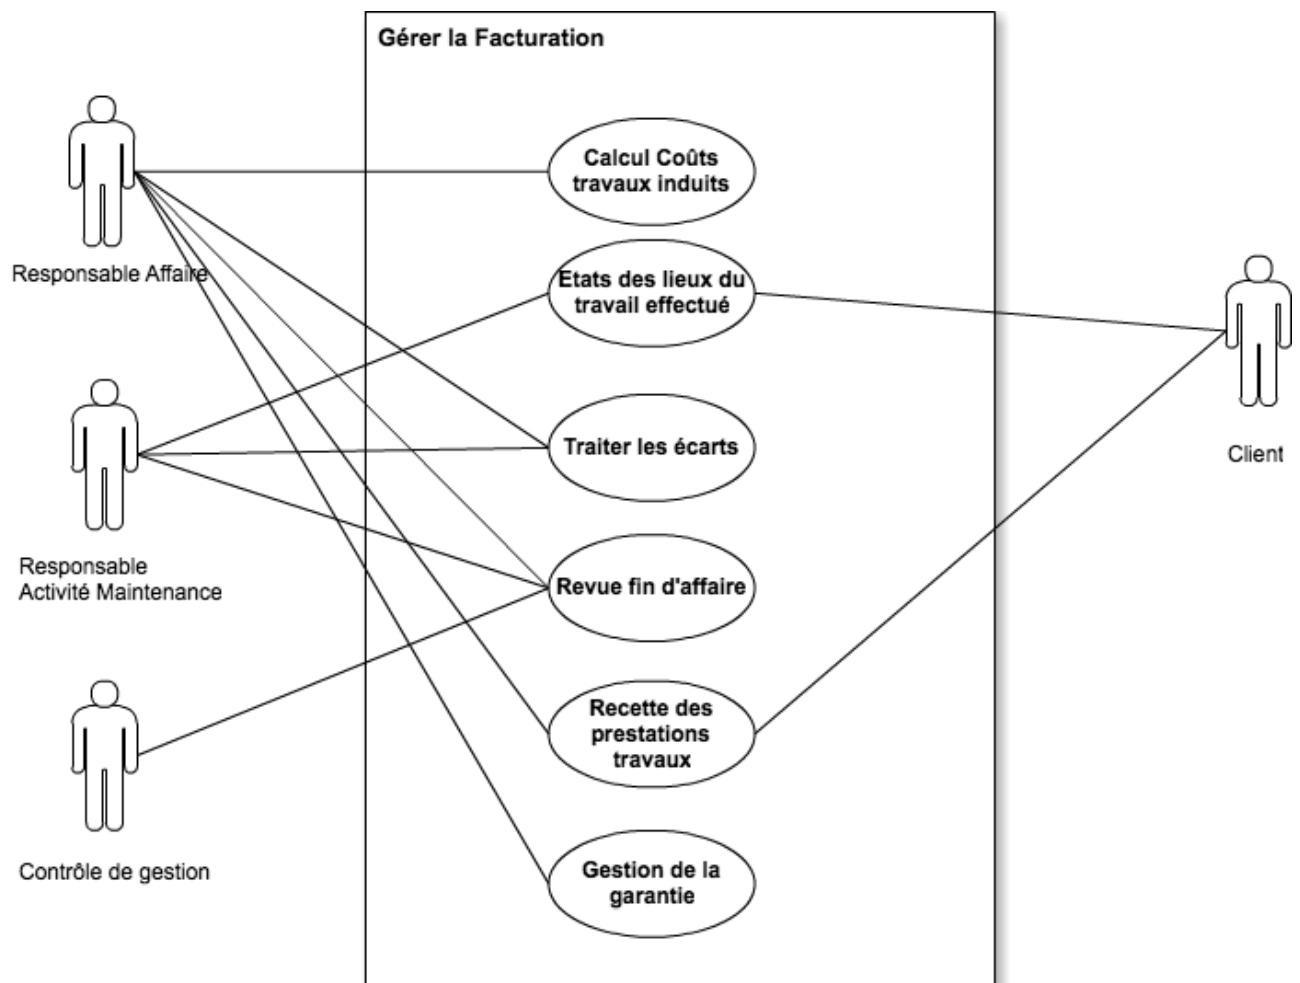 Gérer la Facturation
Calcul Coûts
travaux induits
Responsable Affaire
Etats des lieux du
travail effectué
Traiter les écarts
Client
Responsable
Activité Maintenance
Revue fin d'affaire
Recette des
prestations
travaux
Contrôle de gestion
Gestion de la
garantie